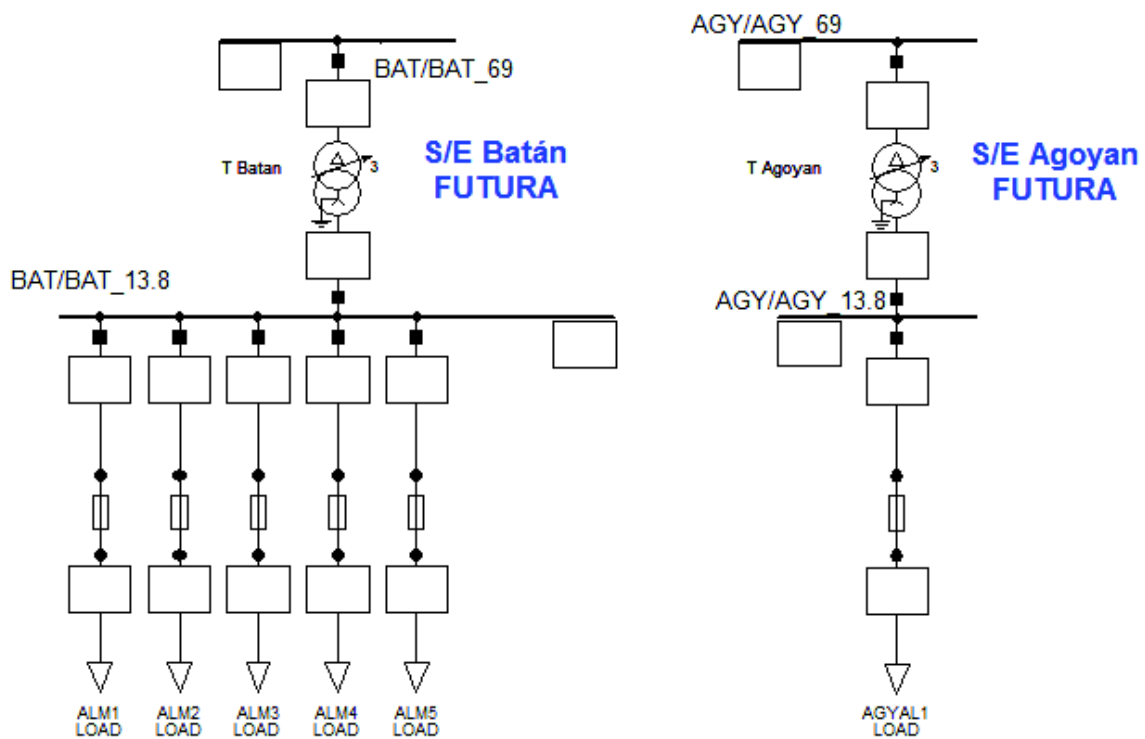 AGY/AGY_69
BAT/BAT_69
T Batan
3
S/E Batán
FUTURA
T Agoyan
3
S/E Agoyan
FUTURA
BAT/BAT_13.8
AGY/AGY_13.8
ALM1
LOAD
ALM2
LOAD
ALM3
LOAD
ALM4
LOAD
ALM5
LOAD
AGYAL1
LOAD